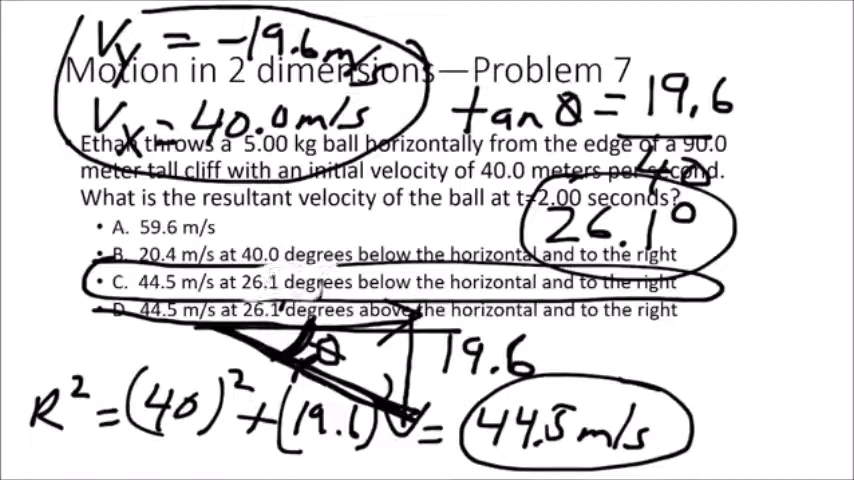 Vy = -19.6 m/s
Motion in 2 dimensions—Problem 7
Vx = 40.0 m/s
tan θ = 19.6
40
26.1°
• Ethan throws a 5.00 kg ball horizontally from the edge of a 90.0
meter tall cliff with an initial velocity of 40.0 meters per second.
What is the resultant velocity of the ball at t=2.00 seconds?
• A. 59.6 m/s
• B. 20.4 m/s at 40.0 degrees below the horizontal and to the right
• C. 44.5 m/s at 26.1 degrees below the horizontal and to the right
• D. 44.5 m/s at 26.1 degrees above the horizontal and to the right
θ
19.6
R² = (40)² + (19.6) = 44.5 m/s